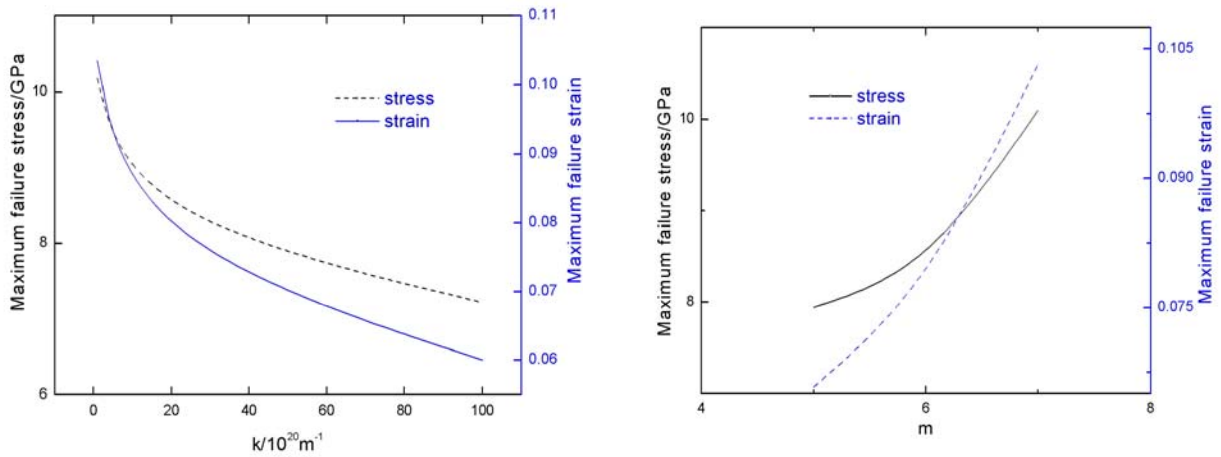 Maximum failure stress/GPa
10
8
6
0
20
40
60
80
100
k/10²⁰m⁻¹
stress
strain
0.11
0.10
0.09
0.08
0.07
0.06
Maximum failure strain
Maximum failure stress/GPa
10
8
4
6
8
m
stress
strain
0.105
0.090
0.075
Maximum failure strain